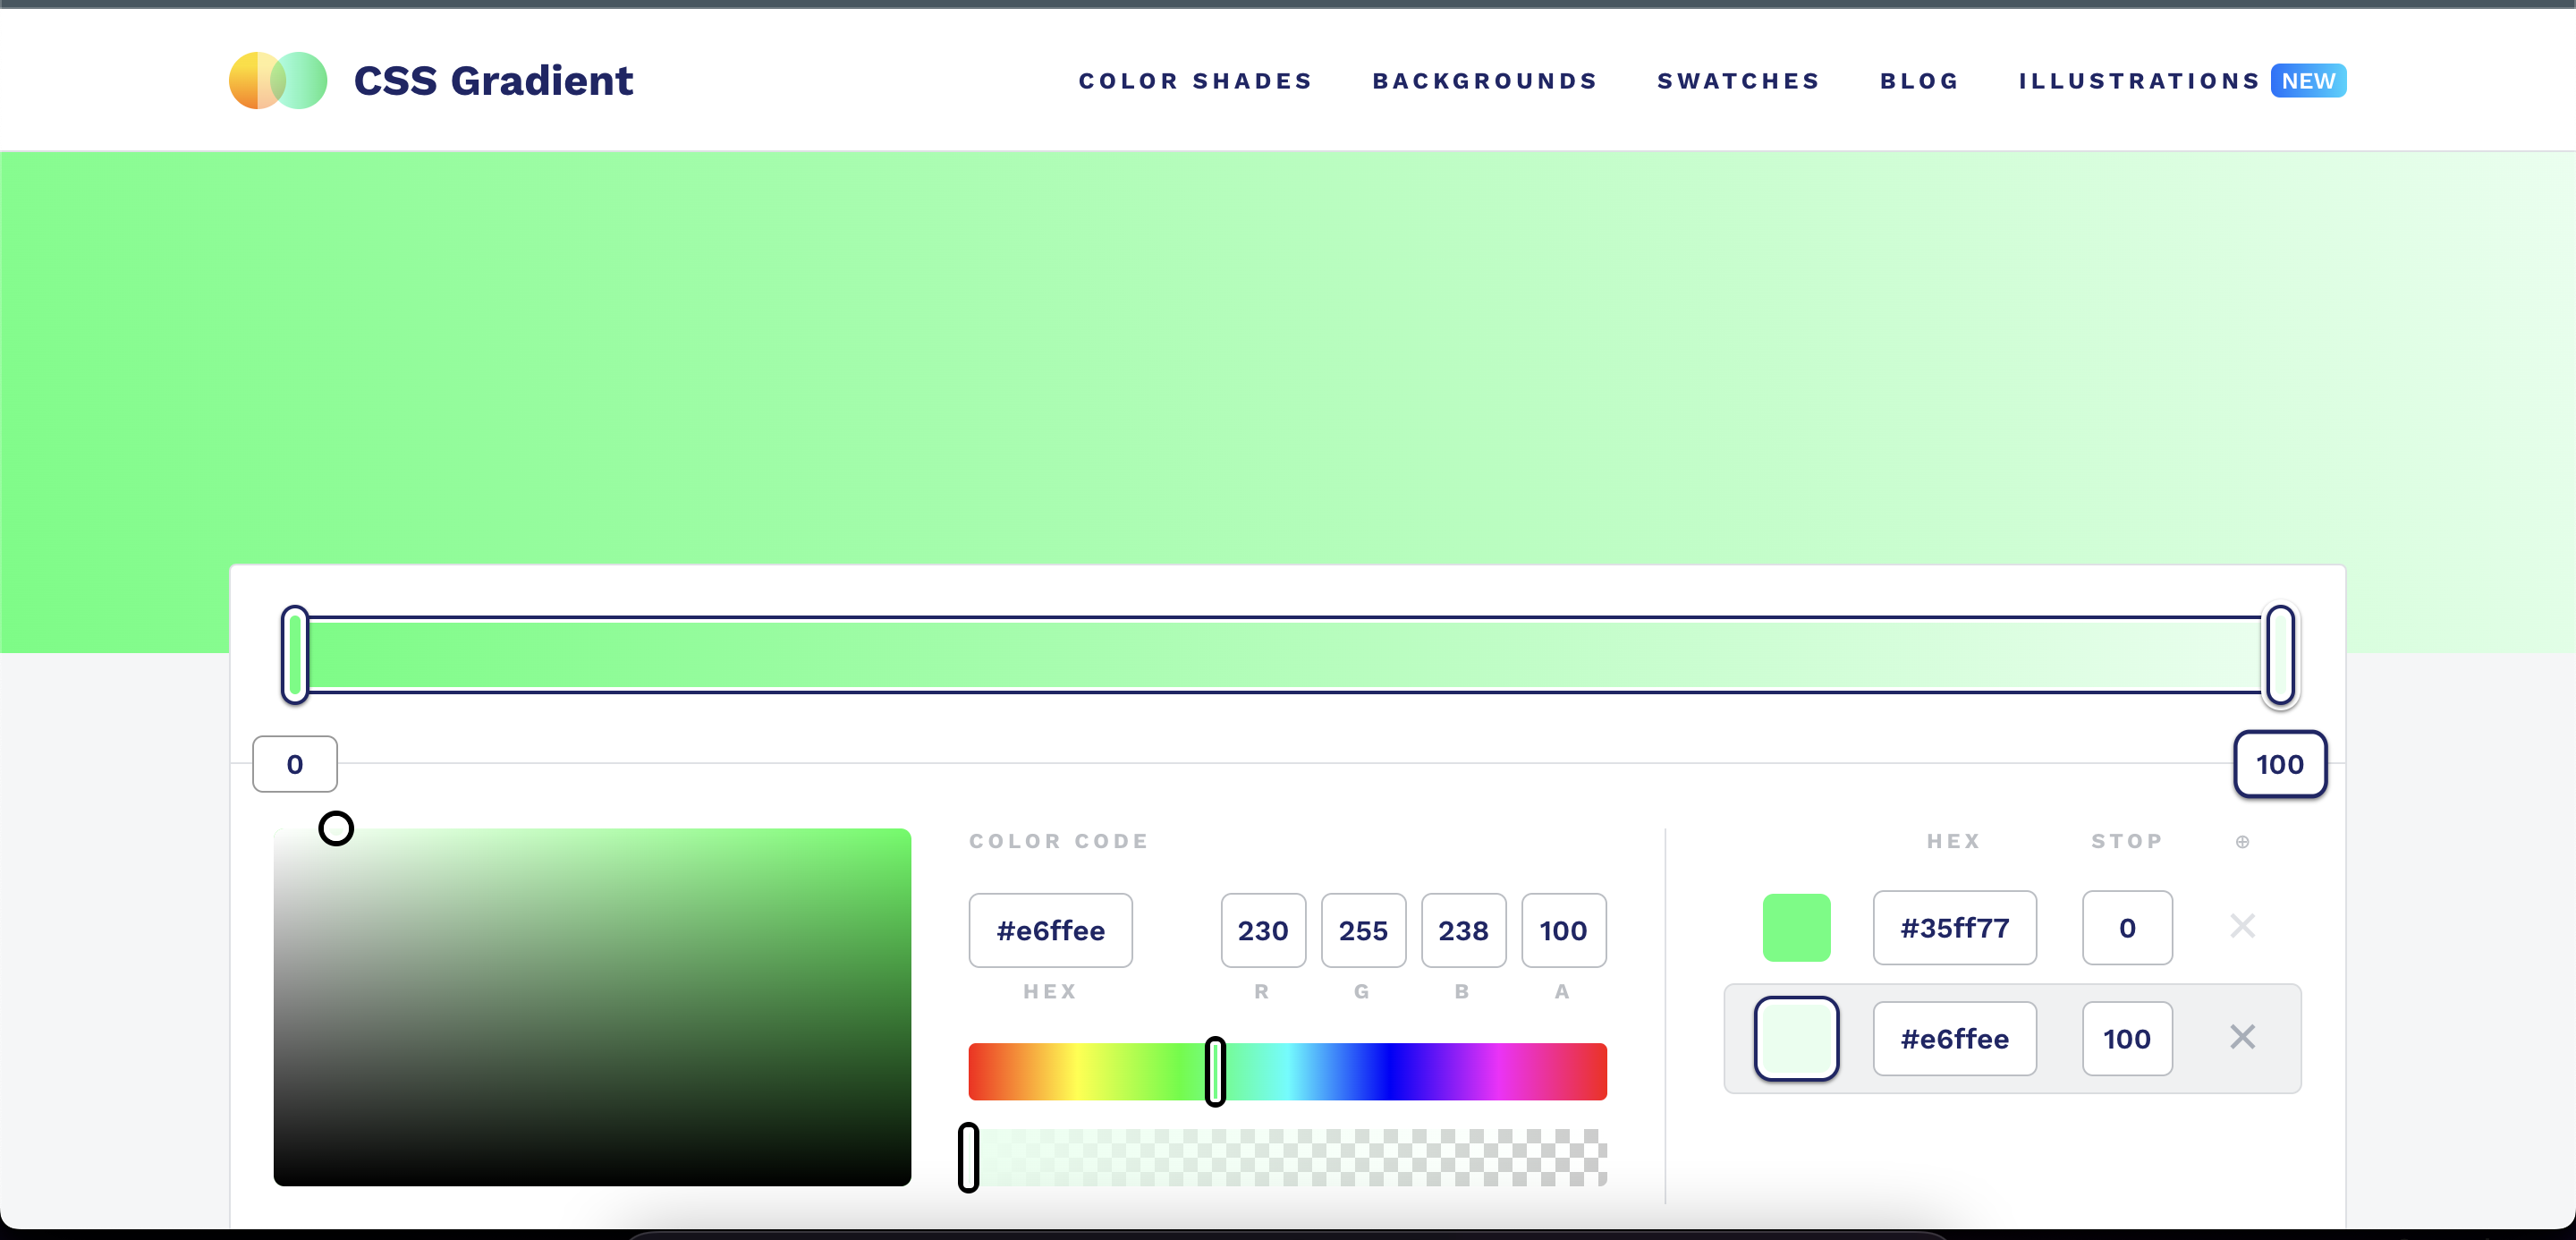 CSS Gradient
COLOR SHADES BACKGROUNDS SWATCHES BLOG ILLUSTRATIONS NEW
0 100
COLOR CODE HEX STOP
#e6ffee 230 255 238 100 #35ff77 0
HEX R G B A
#e6ffee 100